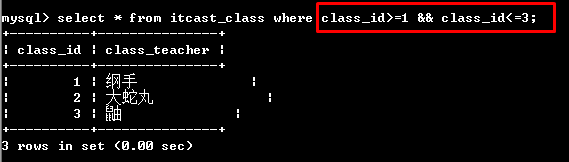 mysql> select * from itcast_class where class_id>=1 && class_id<=3;
+----------+---------------+
| class_id | class_teacher |
+----------+---------------+
| 1 | 纲手 |
| 2 | 大蛇丸 |
| 3 | 鼬 |
+----------+---------------+
3 rows in set (0.00 sec)